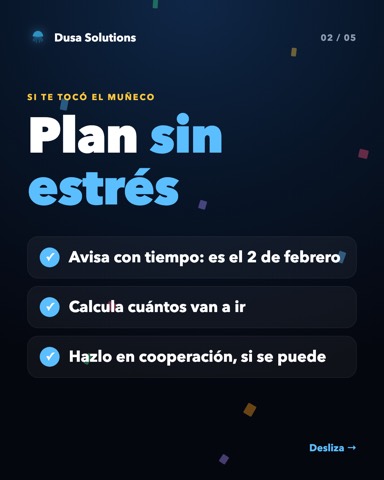 Dusa Solutions
02 / 05
SI TE TOCÓ EL MUÑECO
Plan sin
estrés
Avisa con tiempo: es el 2 de febrero
Calcula cuántos van a ir
Hazlo en cooperación, si se puede
Desliza →